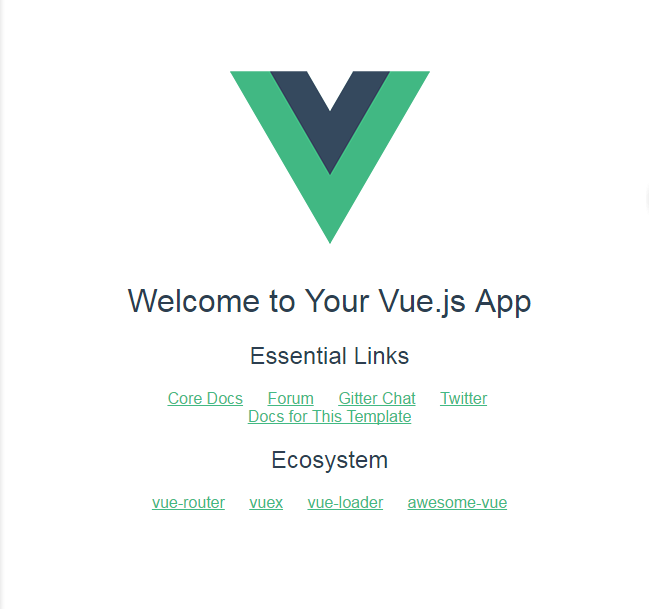 Welcome to Your Vue.js App
Essential Links
Core Docs Forum Gitter Chat Twitter
Docs for This Template
Ecosystem
vue-router vuex vue-loader awesome-vue